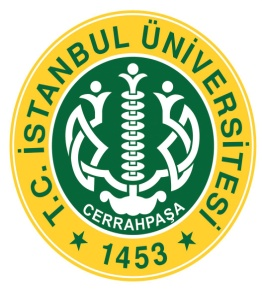 T.C. İSTANBUL ÜNİVERSİTESİ
CERRAHPAŞA
★ 1453 ★